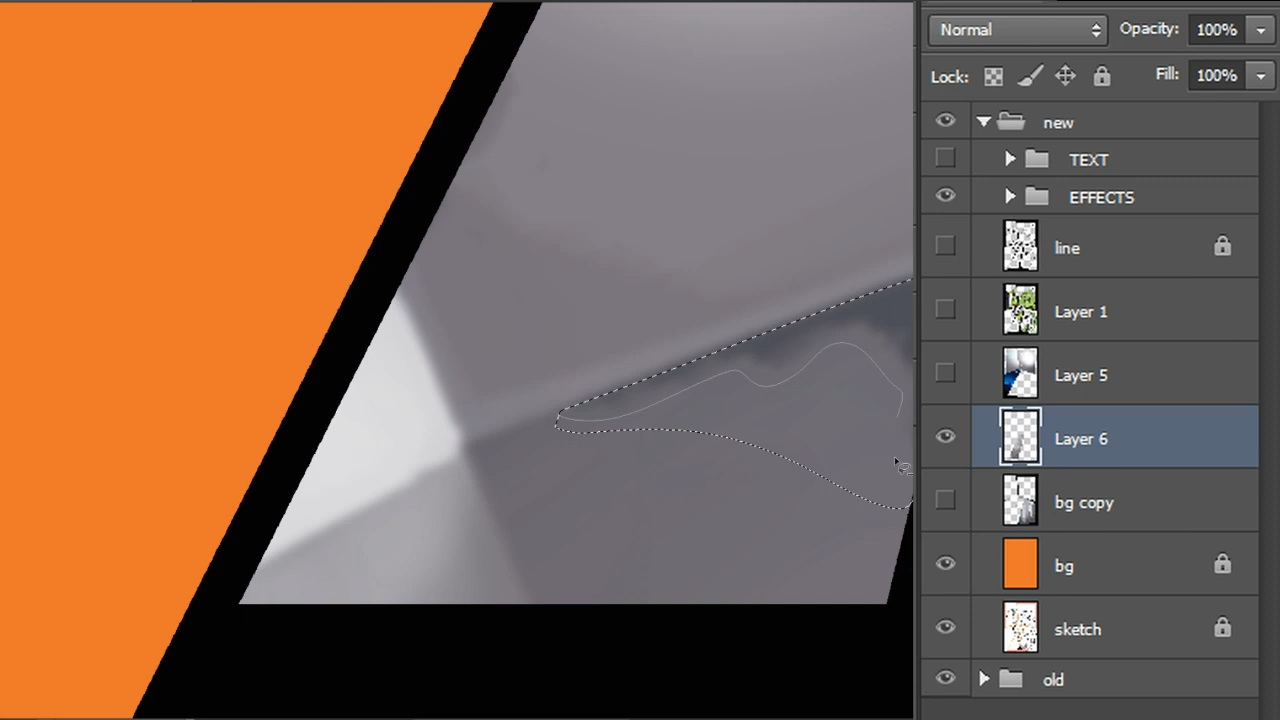 Normal Opacity: 100%
Lock: Fill: 100%
new
TEXT
EFFECTS
line
Layer 1
Layer 5
Layer 6
bg copy
bg
sketch
old